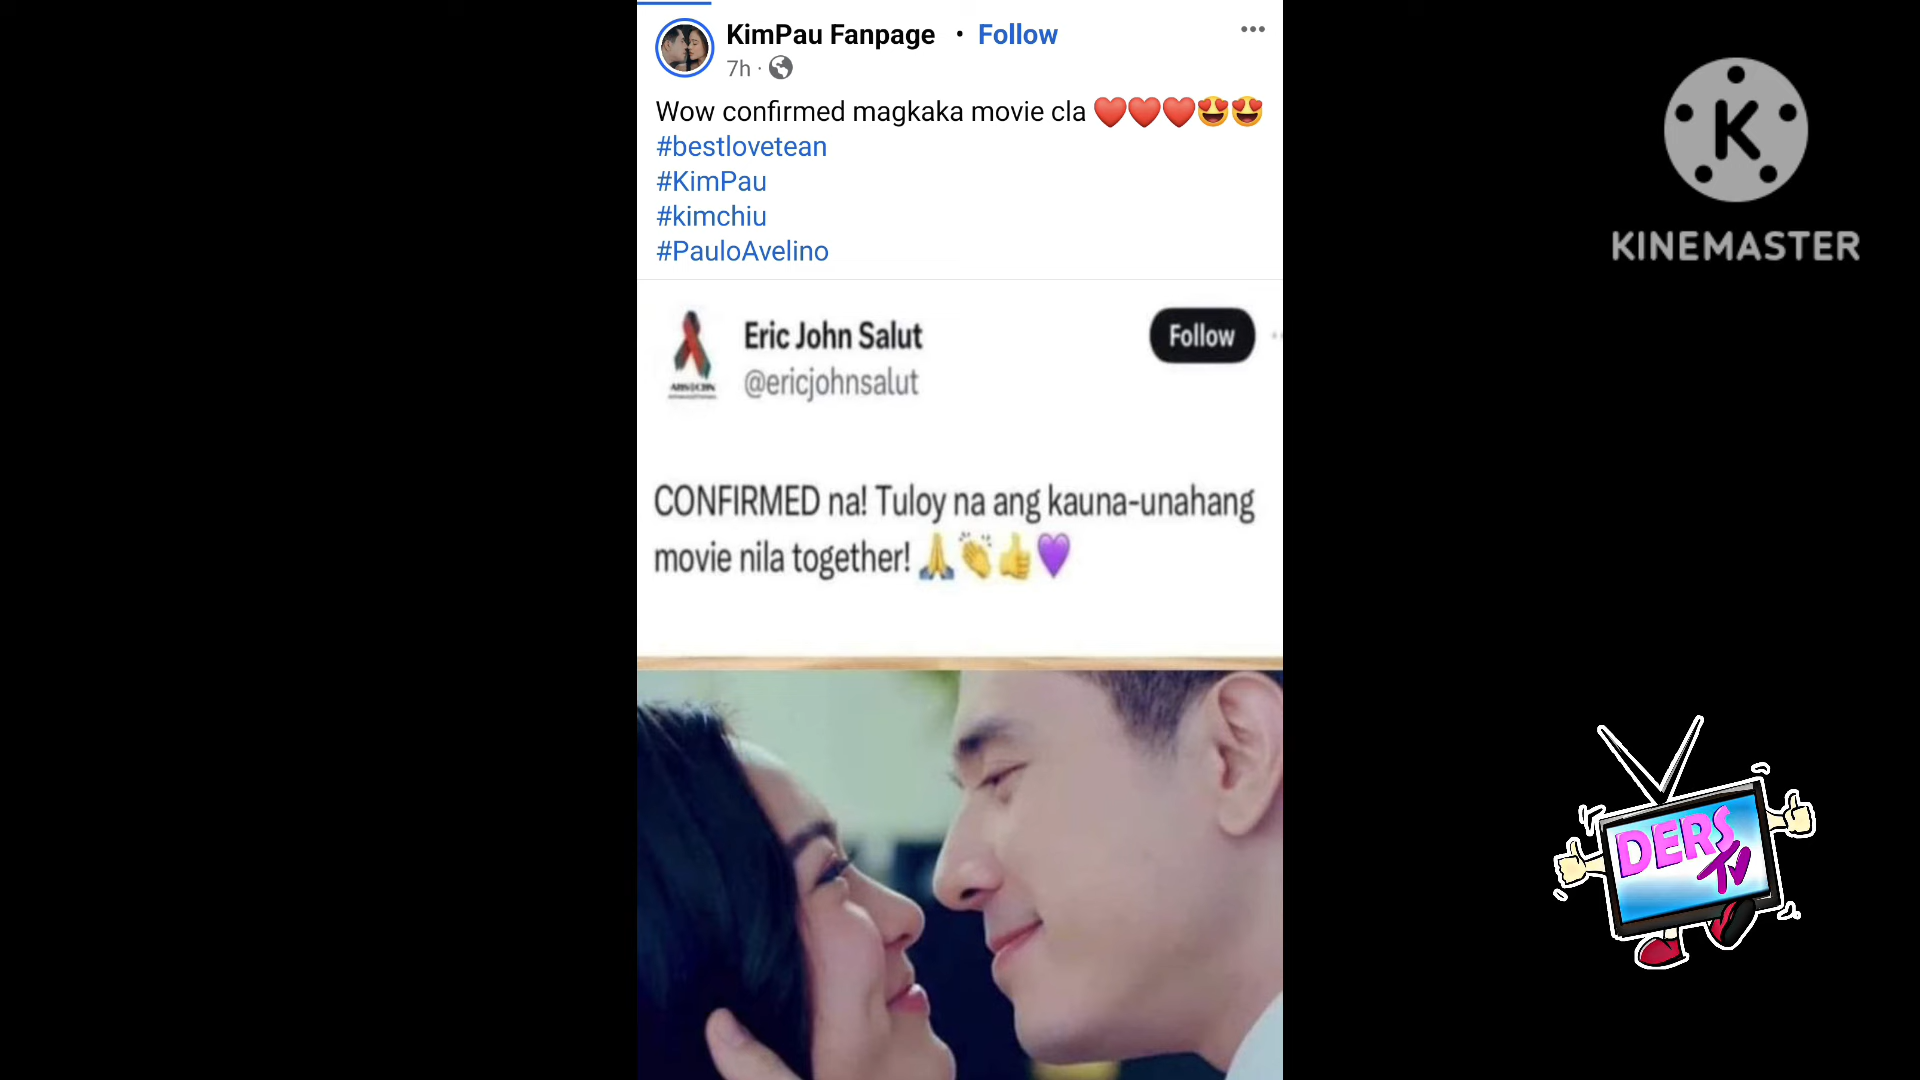 KimPau Fanpage • Follow
7h ·
Wow confirmed magkaka movie cla ❤️❤️❤️😍😍
#bestlovetean
#KimPau
#kimchiu
#PauloAvelino
Eric John Salut
@ericjohnsalut
Follow
CONFIRMED na! Tuloy na ang kauna-unahang
movie nila together! 🙏👏👍💜
K
KINEMASTER
DERS
TV